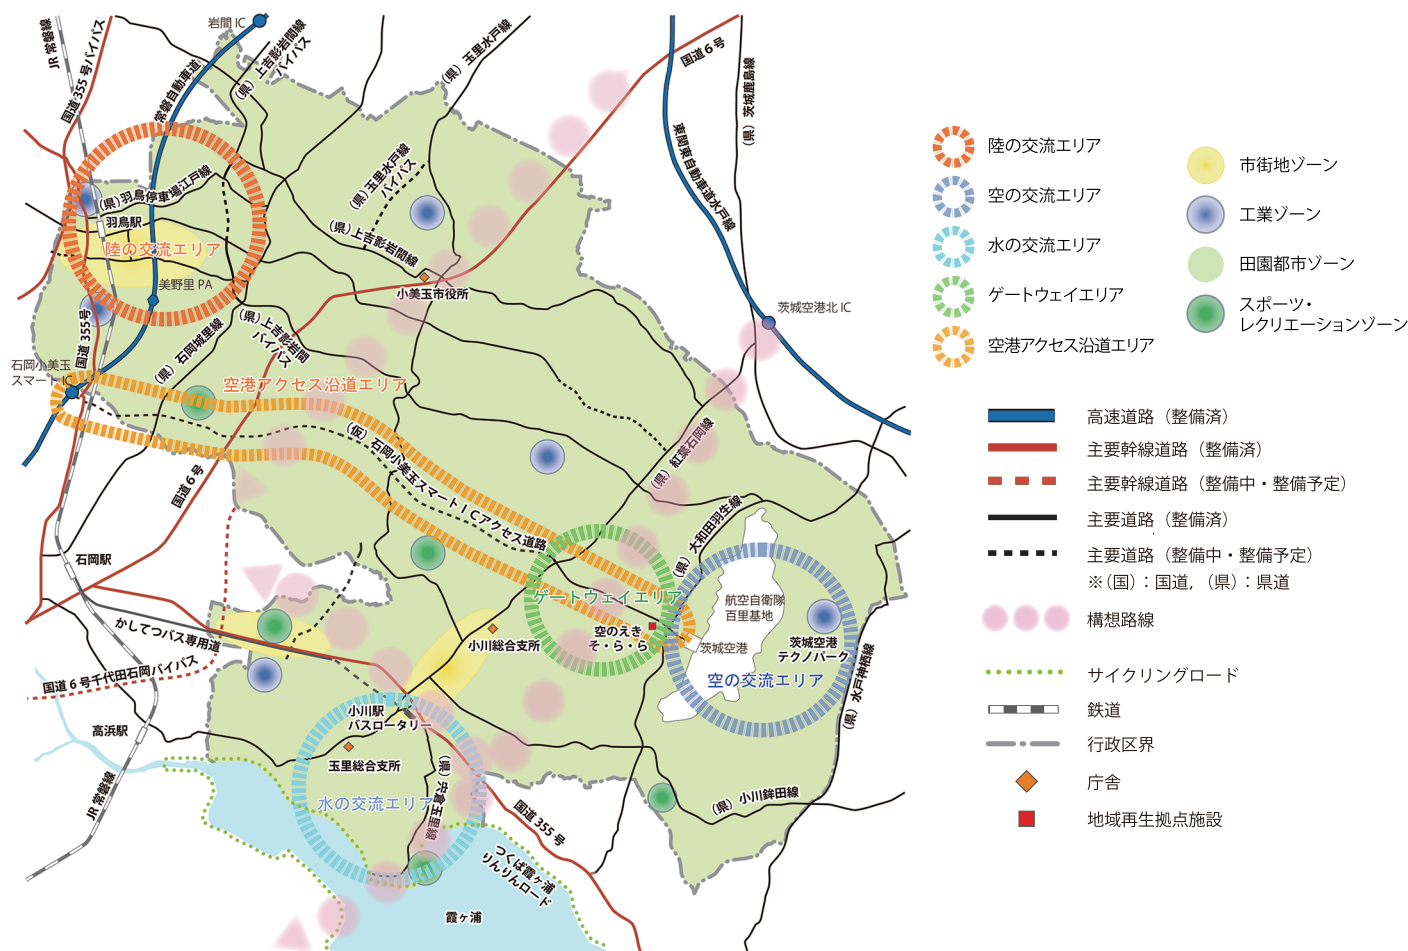 岩間 IC
JR 常磐線
国道 355 号バイパス
常磐自動車道
(県) 上吉影岩間線
バイパス
(県) 玉里水戸線
国道 6 号
(県) 茨城鹿島線
東関東自動車道水戸線
(県) 玉里水戸線
バイパス
(県) 羽鳥停車場江戸線
羽鳥駅
陸の交流エリア
(県) 上吉影岩間線
美野里 PA
小美玉市役所
茨城空港北 IC
国道 355号
(県) 石岡城里線
(県) 上吉影岩間
バイパス
石岡小美玉
スマート IC
空港アクセス沿道エリア
(仮) 石岡小美玉スマートＩＣアクセス道路
(県) 紅葉石岡線
国道 6 号
(県) 大和田羽生線
石岡駅
ゲートウェイエリア
航空自衛隊
百里基地
かしてつバス専用道
小川総合支所
空のえき
そ・ら・ら
茨城空港
茨城空港
テクノパーク
空の交流エリア
(県) 水戸神栖線
国道 6 号千代田石岡バイパス
高浜駅
小川駅
バスロータリー
玉里総合支所
(県) 宍倉玉里線
水の交流エリア
JR 常磐線
国道 355 号
(県) 小川鉾田線
つくば霞ヶ浦
りんりんロード
霞ヶ浦
陸の交流エリア
空の交流エリア
水の交流エリア
ゲートウェイエリア
空港アクセス沿道エリア
市街地ゾーン
工業ゾーン
田園都市ゾーン
スポーツ・
レクリエーションゾーン
高速道路（整備済）
主要幹線道路（整備済）
主要幹線道路（整備中・整備予定）
主要道路（整備済）
主要道路（整備中・整備予定）
※（国）：国道，（県）：県道
構想路線
サイクリングロード
鉄道
行政区界
庁舎
地域再生拠点施設